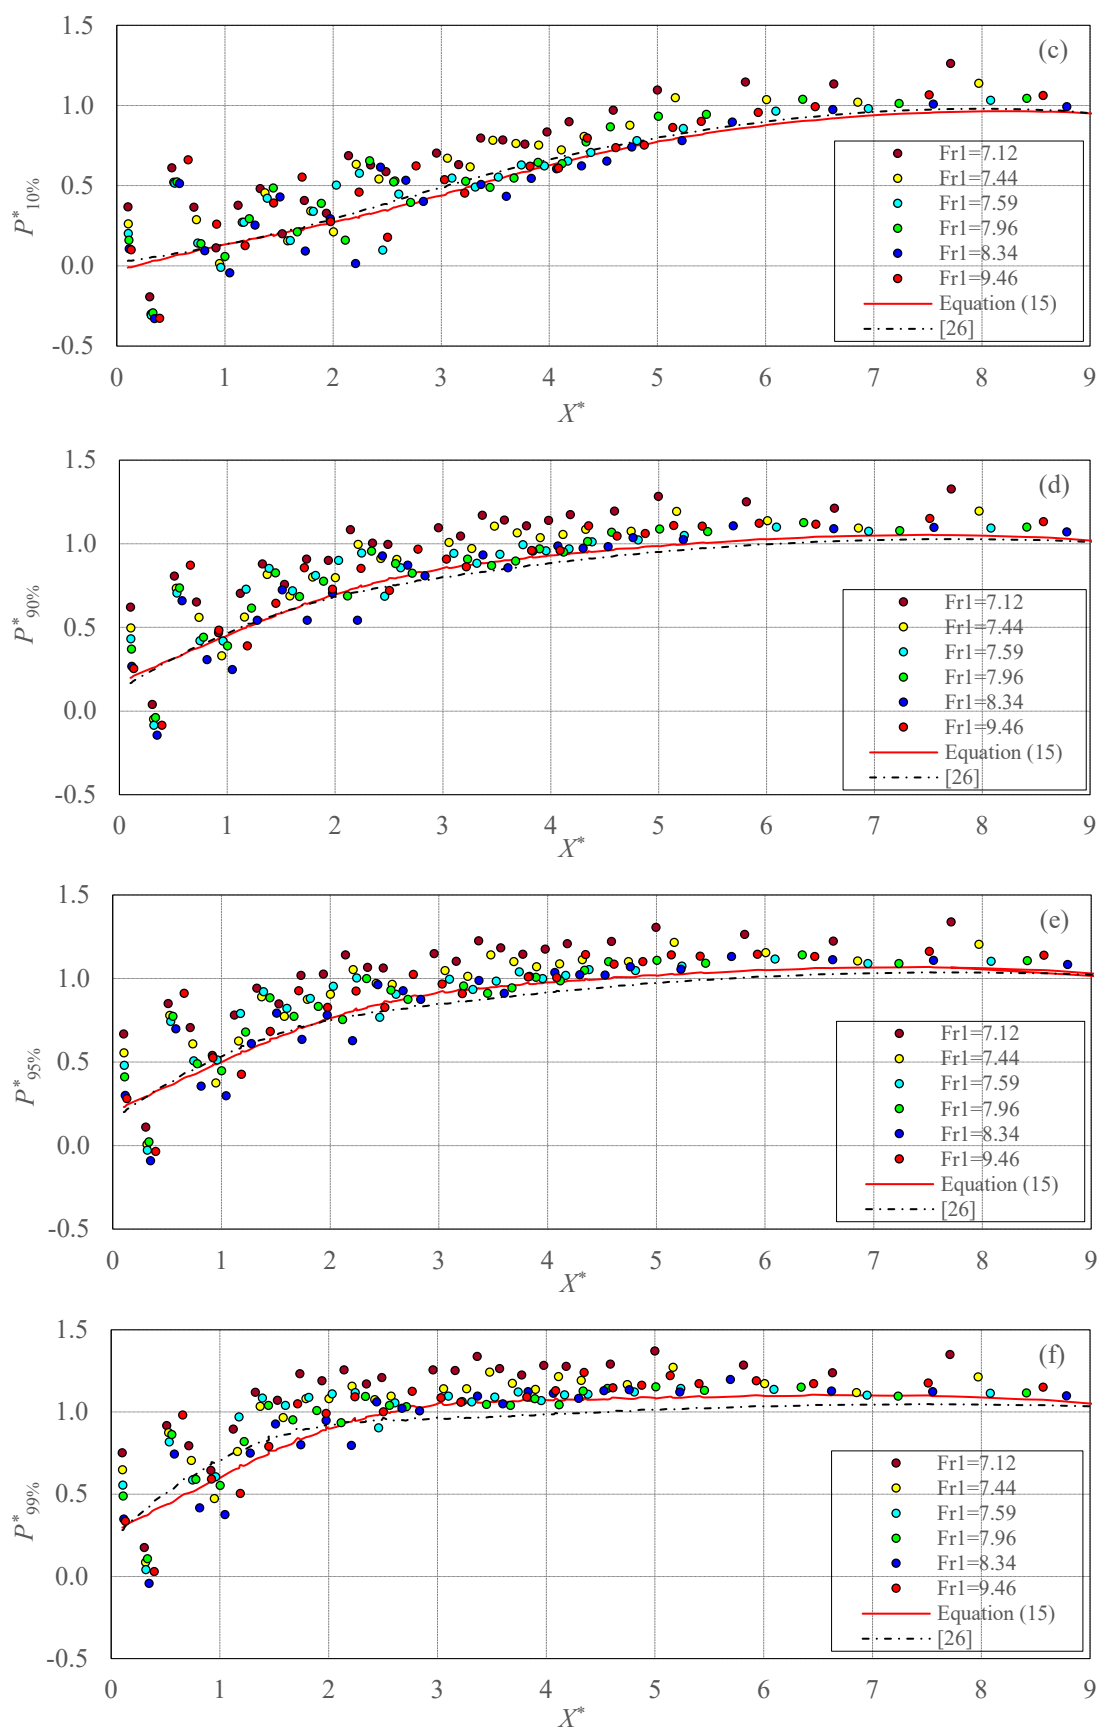 (c)
1.5
1.0
0.5
0.0
-0.5
P*10%
0 1 2 3 4 5 6 7 8 9
X*
Fr1=7.12
Fr1=7.44
Fr1=7.59
Fr1=7.96
Fr1=8.34
Fr1=9.46
Equation (15)
[26]
(d)
1.5
1.0
0.5
0.0
-0.5
P*90%
0 1 2 3 4 5 6 7 8 9
X*
Fr1=7.12
Fr1=7.44
Fr1=7.59
Fr1=7.96
Fr1=8.34
Fr1=9.46
Equation (15)
[26]
(e)
1.5
1.0
0.5
0.0
-0.5
P*95%
0 1 2 3 4 5 6 7 8 9
X*
Fr1=7.12
Fr1=7.44
Fr1=7.59
Fr1=7.96
Fr1=8.34
Fr1=9.46
Equation (15)
[26]
(f)
1.5
1.0
0.5
0.0
-0.5
P*99%
0 1 2 3 4 5 6 7 8 9
X*
Fr1=7.12
Fr1=7.44
Fr1=7.59
Fr1=7.96
Fr1=8.34
Fr1=9.46
Equation (15)
[26]